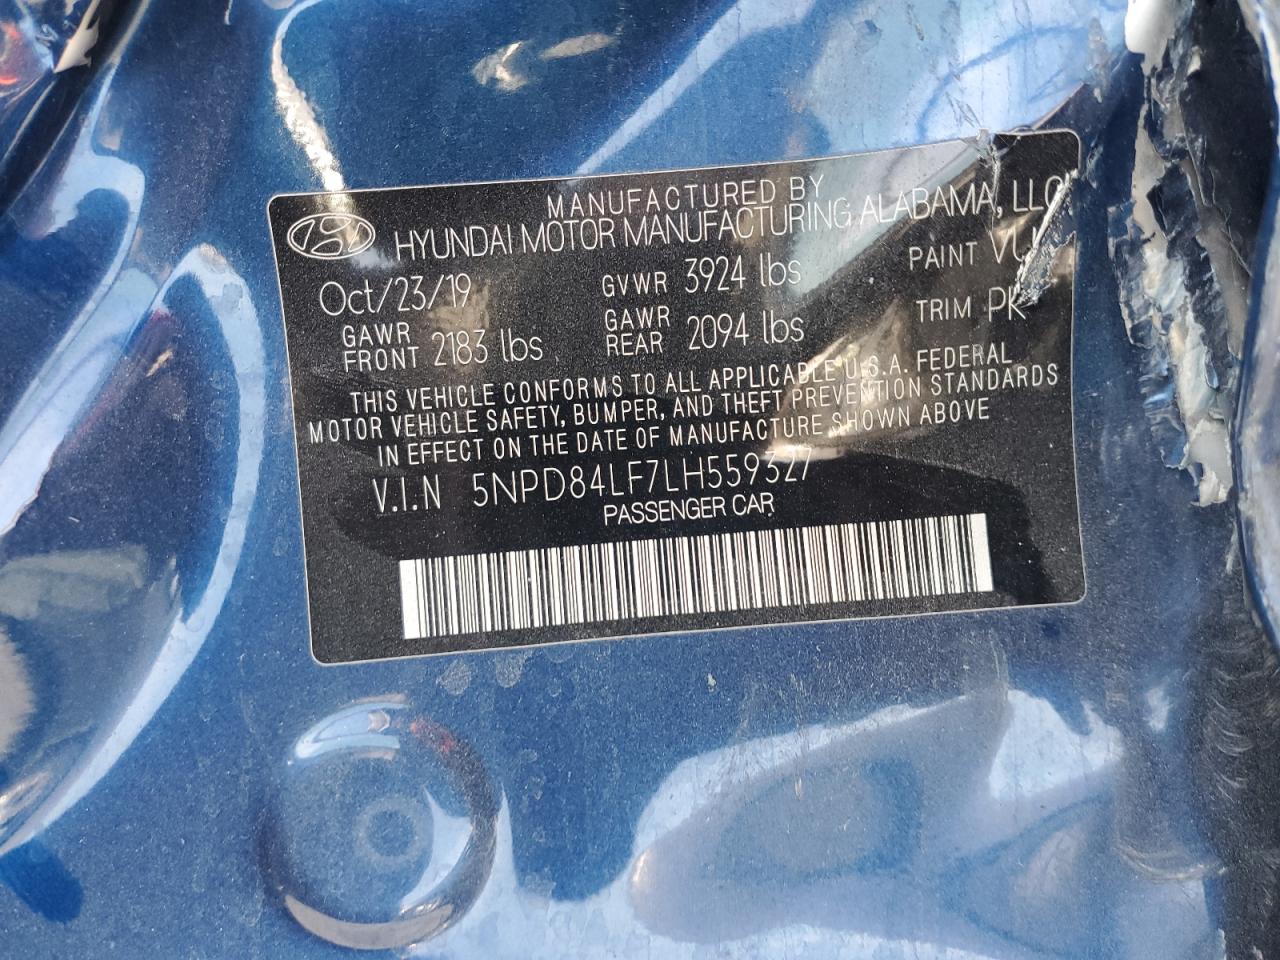 MANUFACTURED BY
HYUNDAI MOTOR MANUFACTURING ALABAMA, LLC
Oct/23/19 GVWR 3924 lbs PAINT
GAWR FRONT 2183 lbs GAWR REAR 2094 lbs TRIM PK
THIS VEHICLE CONFORMS TO ALL APPLICABLE U.S.A. FEDERAL
MOTOR VEHICLE SAFETY, BUMPER, AND THEFT PREVENTION STANDARDS
IN EFFECT ON THE DATE OF MANUFACTURE SHOWN ABOVE
V.I.N 5NPD84LF7LH559327
PASSENGER CAR